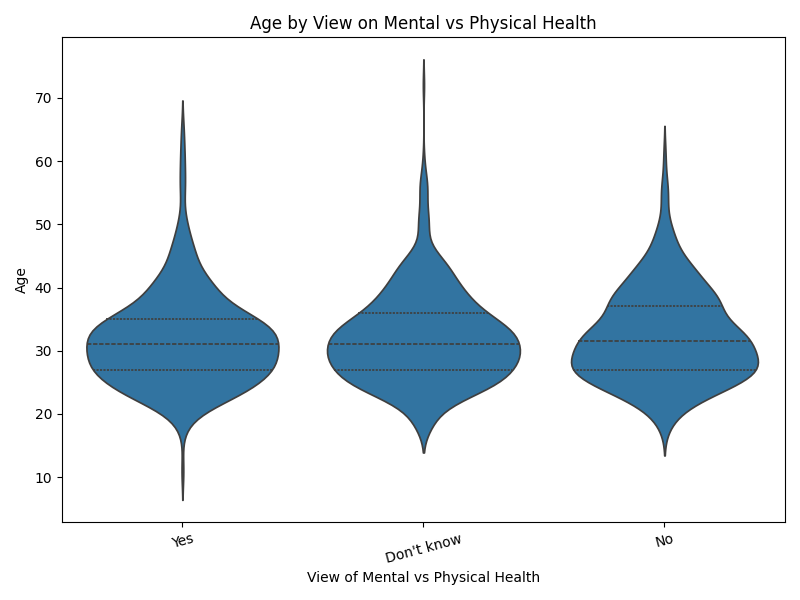 Age by View on Mental vs Physical Health
Age
70
60
50
40
30
20
10
Yes
Don't know
No
View of Mental vs Physical Health